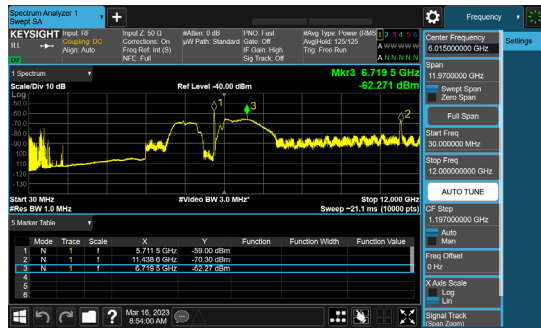 Spectrum Analyzer 1
Swept SA
Frequency
KEYSIGHT
Input: RF
Coupling: DC
Align: Auto
Input Z: 50 Ω
Corrections: On
Freq Ref: Int (S)
NFE: Full
#Atten: 0 dB
µW Path: Standard
PNO: Fast
Gate: Off
IF Gain: High
Sig Track: Off
#Avg Type: Power (RMS
Avg|Hold: 125/125
Trig: Free Run
1 2 3 4 5 6
A W W W W W
A N N N N N
1 Spectrum
Scale/Div 10 dB
Log
Ref Level -40.00 dBm
Mkr3 6.719 5 GHz
-62.271 dBm
-50.0
-60.0
-70.0
-80.0
-90.0
-100
-110
-120
-130
1
3
2
Start 30 MHz
#Res BW 1.0 MHz
#Video BW 3.0 MHz*
Stop 12.000 GHz
Sweep ~21.1 ms (10000 pts)
5 Marker Table
Mode Trace Scale X Y Function Function Width Function Value
1 N 1 f 5.711 5 GHz -59.00 dBm
2 N 1 f 11.438 6 GHz -70.30 dBm
3 N 1 f 6.719 5 GHz -62.27 dBm
4
5
6
Mar 16, 2023
8:54:00 AM
Center Frequency
6.015000000 GHz
Settings
Span
11.9700000 GHz
Swept Span
Zero Span
Full Span
Start Freq
30.000000 MHz
Stop Freq
12.000000000 GHz
AUTO TUNE
CF Step
1.197000000 GHz
Auto
Man
Freq Offset
0 Hz
X Axis Scale
Log
Lin
Signal Track
(Span Zoom)